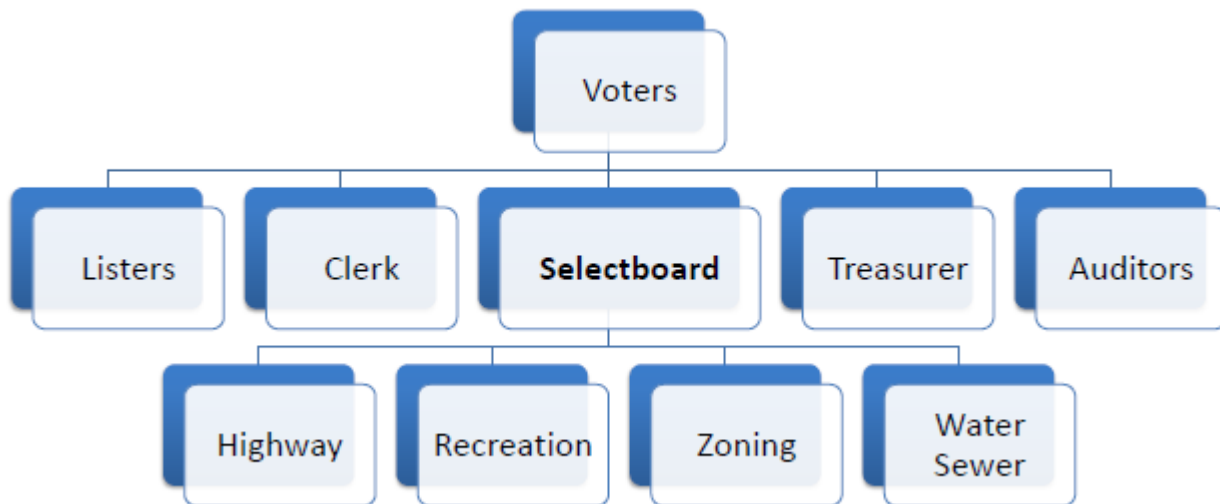 Voters
Listers
Clerk
Selectboard
Treasurer
Auditors
Highway
Recreation
Zoning
Water
Sewer